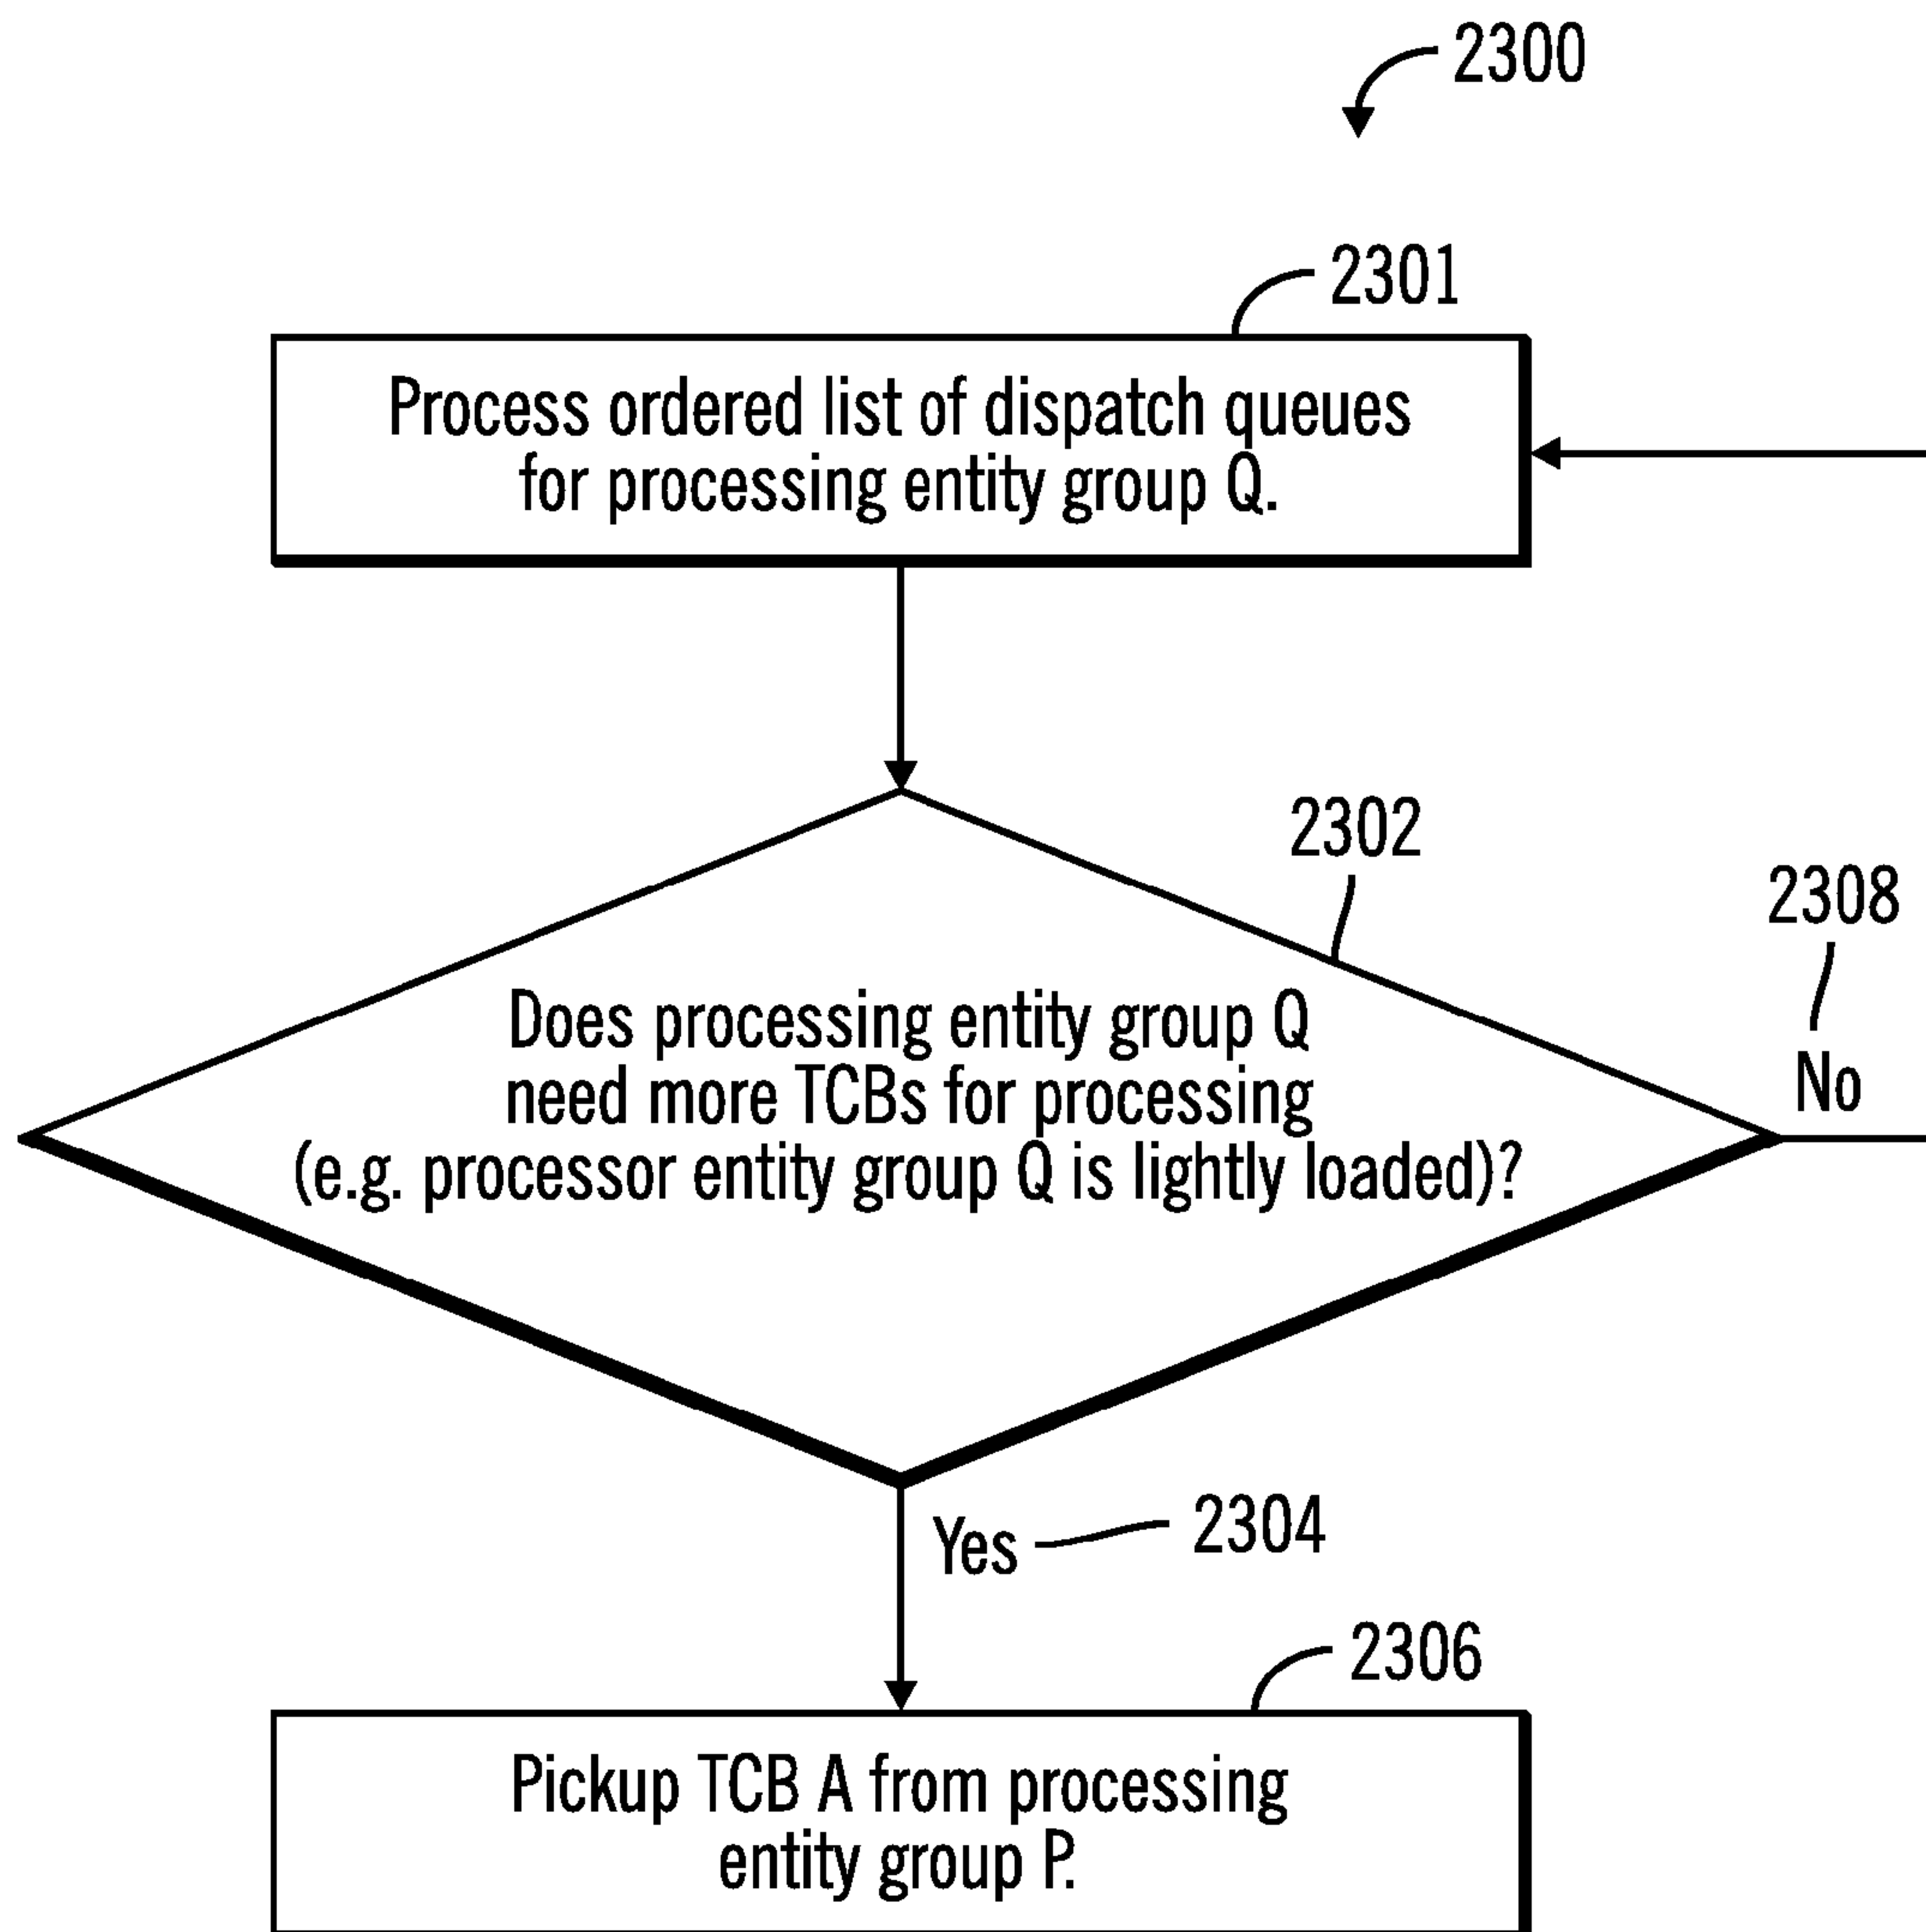 2300
2301
Process ordered list of dispatch queues
for processing entity group Q.
2302
2308
Does processing entity group Q
need more TCBs for processing
(e.g. processor entity group Q is lightly loaded)?
No
Yes
2304
2306
Pickup TCB A from processing
entity group P.